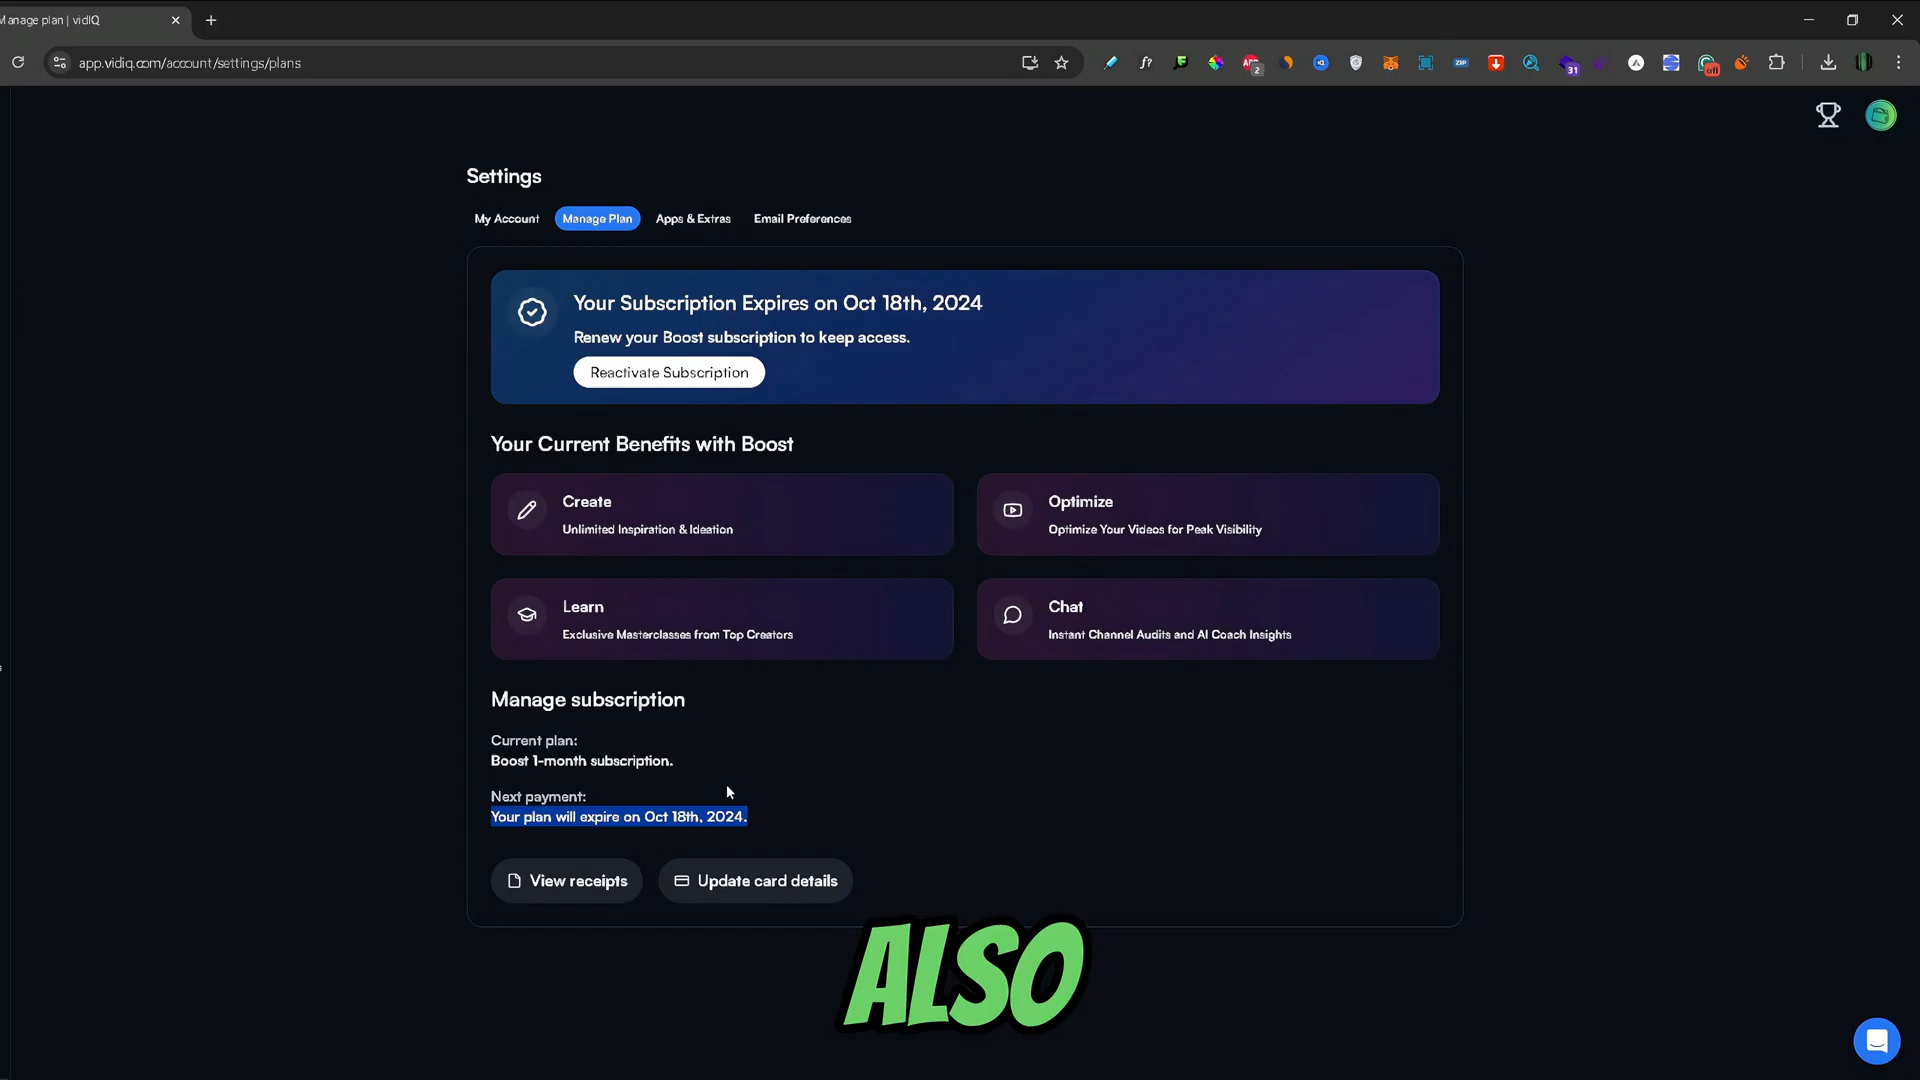 Manage plan | vidIQ
app.vidiq.com/account/settings/plans
f?
2
ZIP
31
off
Settings
My Account
Manage Plan
Apps & Extras
Email Preferences
Your Subscription Expires on Oct 18th, 2024
Renew your Boost subscription to keep access.
Reactivate Subscription
Your Current Benefits with Boost
Create
Unlimited Inspiration & Ideation
Optimize
Optimize Your Videos for Peak Visibility
Learn
Exclusive Masterclasses from Top Creators
Chat
Instant Channel Audits and AI Coach Insights
Manage subscription
Current plan:
Boost 1-month subscription.
Next payment:
Your plan will expire on Oct 18th, 2024.
View receipts
Update card details
ALSO